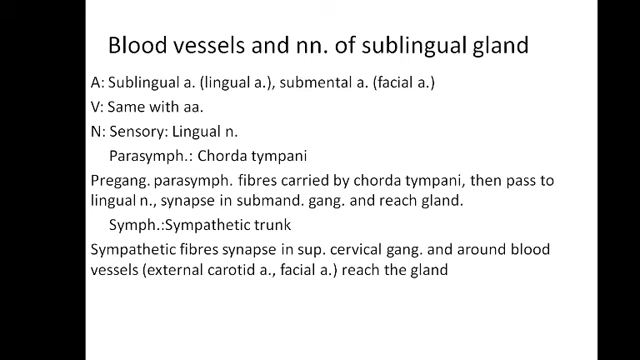 Blood vessels and nn. of sublingual gland
A: Sublingual a. (lingual a.), submental a. (facial a.)
V: Same with aa.
N: Sensory: Lingual n.
Parasymph.: Chorda tympani
Pregang. parasymph. fibres carried by chorda tympani, then pass to
lingual n., synapse in submand. gang. and reach gland.
Symph.:Sympathetic trunk
Sympathetic fibres synapse in sup. cervical gang. and around blood
vessels (external carotid a., facial a.) reach the gland